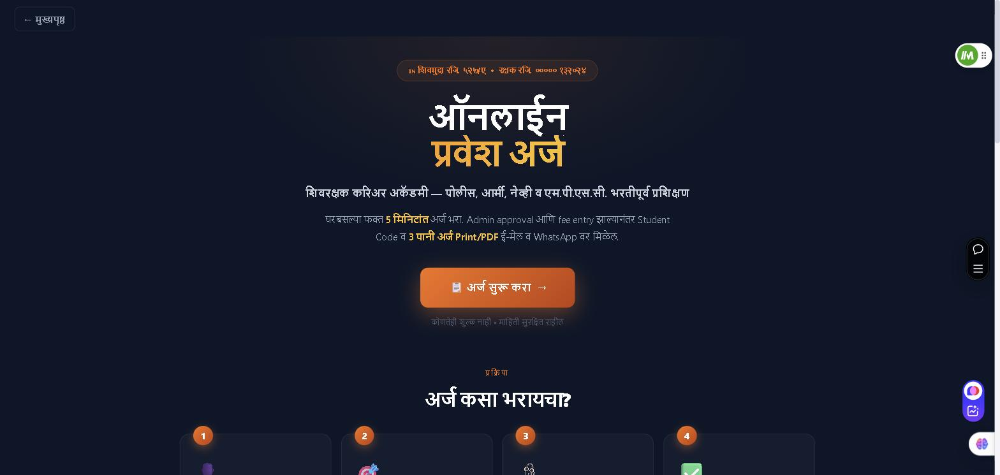 ← मुख्यपृष्ठ
IN शिवमुद्रा रजि. ५२७/ए • रक्षक रजि. ००००० १३२०२४
ऑनलाईन
प्रवेश अर्ज
शिवरक्षक करिअर अकॅडमी — पोलीस, आर्मी, नेव्ही व एम.पी.एस.सी. भरतीपूर्व प्रशिक्षण
घरबसल्या फक्त 5 मिनिटांत अर्ज भरा. Admin approval आणि fee entry झाल्यानंतर Student
Code व 3 पानी अर्ज Print/PDF ई-मेल व WhatsApp वर मिळेल.
अर्ज सुरू करा →
कोणतेही शुल्क नाही • माहिती सुरक्षित राहील
प्रक्रिया
अर्ज कसा भरायचा?
1
2
3
4